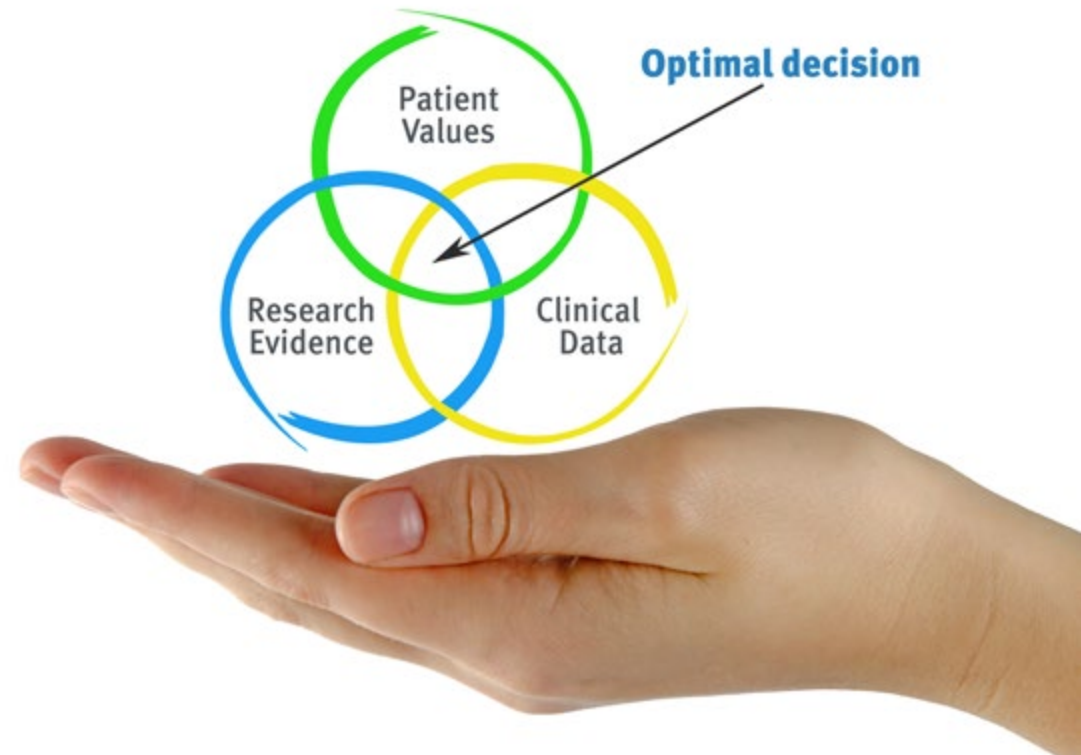 Optimal decision
Patient
Values
Research
Evidence
Clinical
Data